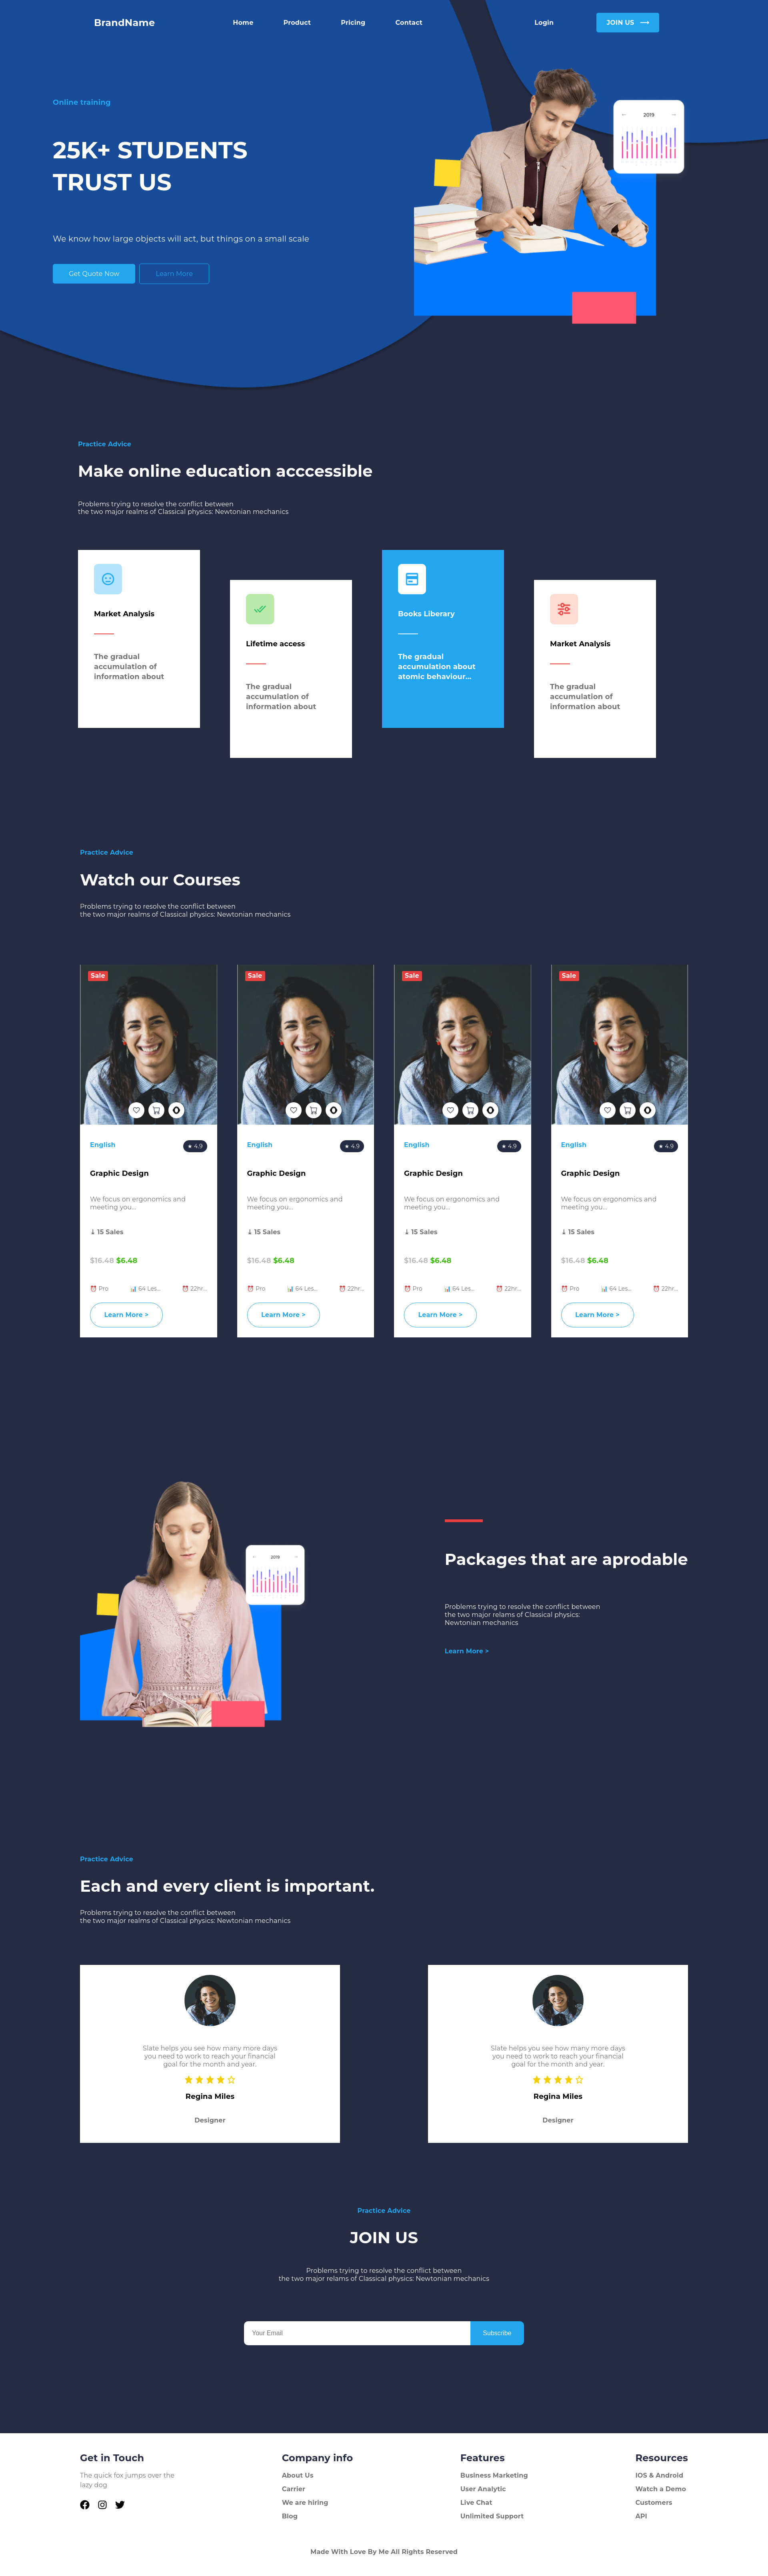 BrandName
Home
Product
Pricing
Contact
Login
JOIN US
Online training
25K+ STUDENTS
TRUST US
We know how large objects will act, but things on a small scale
Get Quote Now
Learn More
2019
Practice Advice
Make online education acccessible
Problems trying to resolve the conflict between
the two major realms of Classical physics: Newtonian mechanics
Market Analysis
The gradual
accumulation of
information about
Lifetime access
The gradual
accumulation of
information about
Books Liberary
The gradual
accumulation about
atomic behaviour...
Market Analysis
The gradual
accumulation of
information about
Practice Advice
Watch our Courses
Problems trying to resolve the conflict between
the two major realms of Classical physics: Newtonian mechanics
Sale
English
★ 4.9
Graphic Design
We focus on ergonomics and
meeting you...
↓ 15 Sales
$16.48 $6.48
Pro
64 Les...
22hr...
Learn More >
Sale
English
★ 4.9
Graphic Design
We focus on ergonomics and
meeting you...
↓ 15 Sales
$16.48 $6.48
Pro
64 Les...
22hr...
Learn More >
Sale
English
★ 4.9
Graphic Design
We focus on ergonomics and
meeting you...
↓ 15 Sales
$16.48 $6.48
Pro
64 Les...
22hr...
Learn More >
Sale
English
★ 4.9
Graphic Design
We focus on ergonomics and
meeting you...
↓ 15 Sales
$16.48 $6.48
Pro
64 Les...
22hr...
Learn More >
2019
Packages that are aprodable
Problems trying to resolve the conflict between
the two major relams of Classical physics:
Newtonian mechanics
Learn More >
Practice Advice
Each and every client is important.
Problems trying to resolve the conflict between
the two major realms of Classical physics: Newtonian mechanics
Slate helps you see how many more days
you need to work to reach your financial
goal for the month and year.
Regina Miles
Designer
Slate helps you see how many more days
you need to work to reach your financial
goal for the month and year.
Regina Miles
Designer
Practice Advice
JOIN US
Problems trying to resolve the conflict between
the two major relams of Classical physics: Newtonian mechanics
Your Email
Subscribe
Get in Touch
The quick fox jumps over the
lazy dog
Company info
About Us
Carrier
We are hiring
Blog
Features
Business Marketing
User Analytic
Live Chat
Unlimited Support
Resources
IOS & Android
Watch a Demo
Customers
API
Made With Love By Me All Rights Reserved